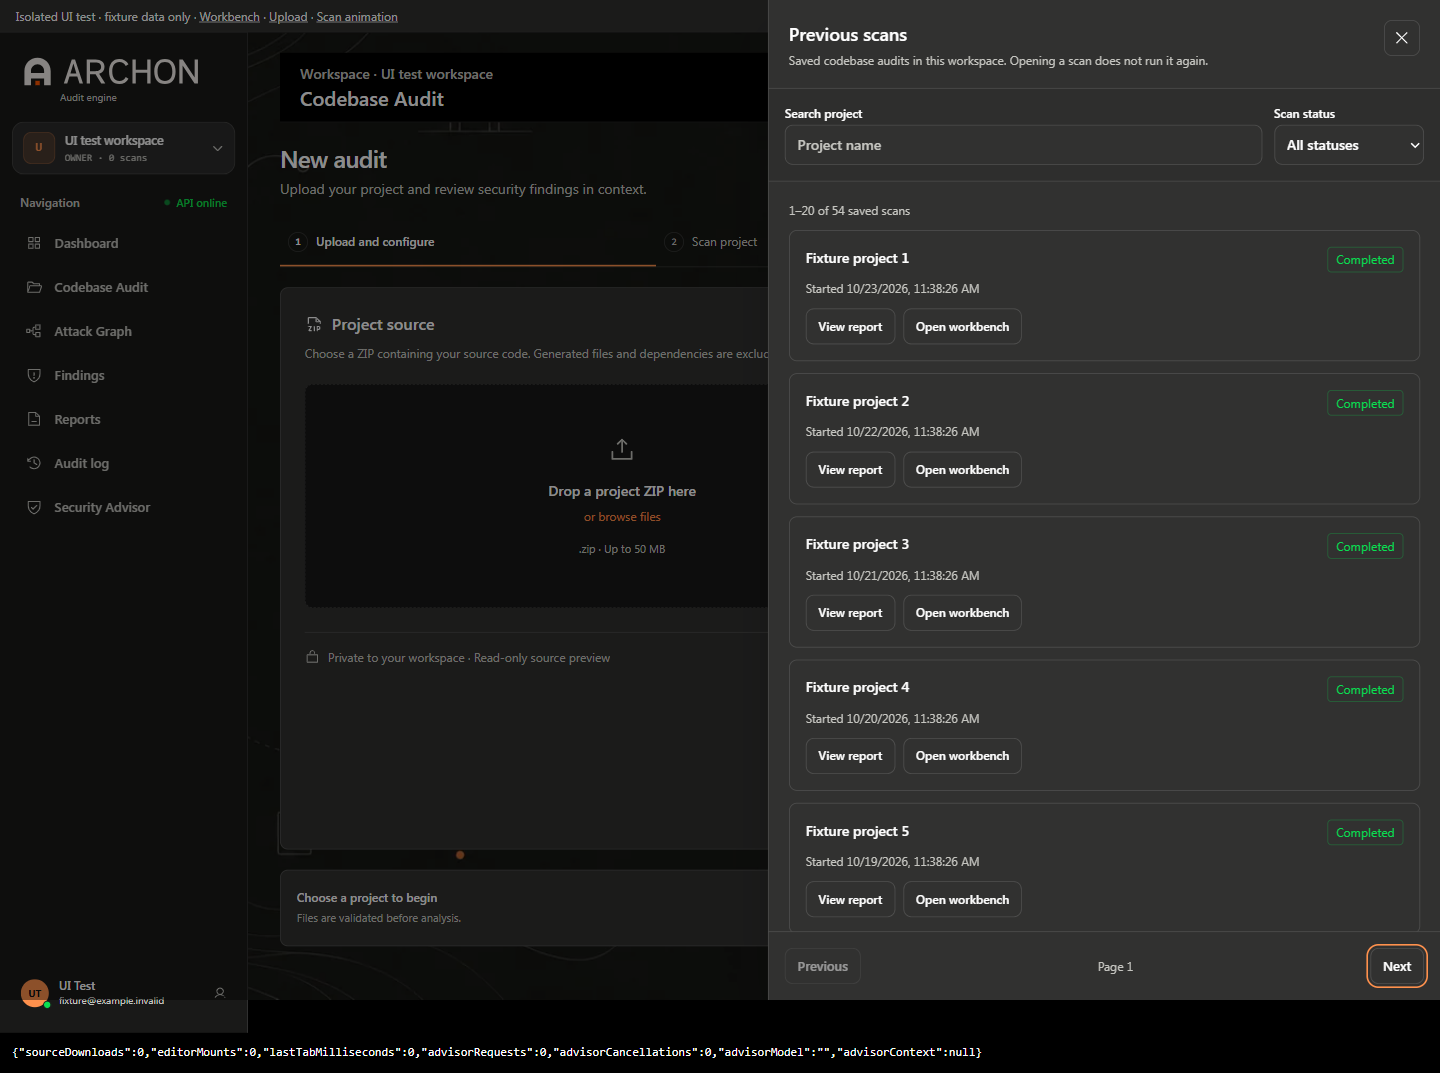 Isolated UI test · fixture data only · Workbench · Upload · Scan animation
ARCHON
Audit engine
U
UI test workspace
OWNER · 0 scans
Navigation
API online
Dashboard
Codebase Audit
Attack Graph
Findings
Reports
Audit log
Security Advisor
UT
UI Test
fixture@example.invalid
Workspace · UI test workspace
Codebase Audit
New audit
Upload your project and review security findings in context.
1 Upload and configure
2 Scan project
ZIP
Project source
Choose a ZIP containing your source code. Generated files and dependencies are exclu
Drop a project ZIP here
or browse files
.zip · Up to 50 MB
Private to your workspace · Read-only source preview
Choose a project to begin
Files are validated before analysis.
Previous scans
Saved codebase audits in this workspace. Opening a scan does not run it again.
Search project
Project name
Scan status
All statuses
1–20 of 54 saved scans
Fixture project 1
Completed
Started 10/23/2026, 11:38:26 AM
View report
Open workbench
Fixture project 2
Completed
Started 10/22/2026, 11:38:26 AM
View report
Open workbench
Fixture project 3
Completed
Started 10/21/2026, 11:38:26 AM
View report
Open workbench
Fixture project 4
Completed
Started 10/20/2026, 11:38:26 AM
View report
Open workbench
Fixture project 5
Completed
Started 10/19/2026, 11:38:26 AM
View report
Open workbench
Previous
Page 1
Next
{"sourceDownloads":0,"editorMounts":0,"lastTabMilliseconds":0,"advisorRequests":0,"advisorCancellations":0,"advisorModel":"","advisorContext":null}